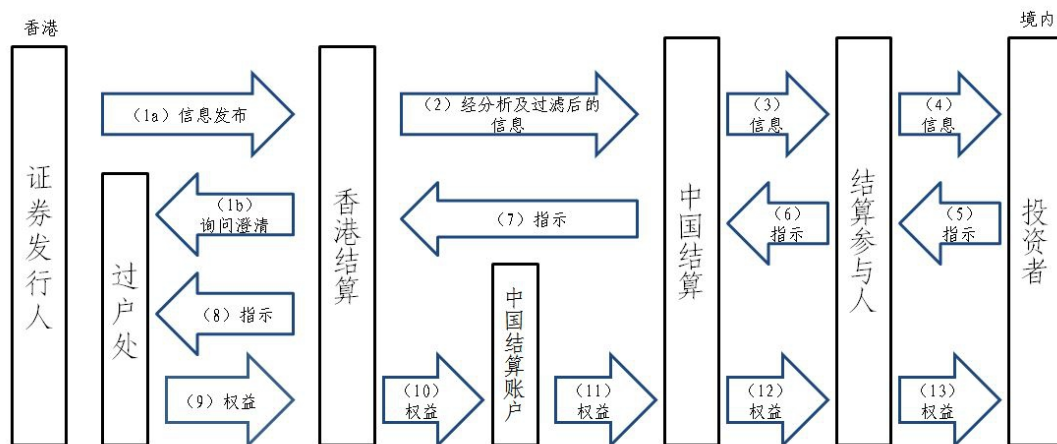 香港
境内
(1a)信息发布
(2)经分析及过滤后的
信息
(3)
信息
(4)
信息
证券发行人
过户处
香港结算
中国结算
结算参与人
投资者
(1b)
询问澄清
(7)指示
(6)
指示
(5)
指示
中国结算账户
(8)指示
(9)权益
(10)
权益
(11)
权益
(12)
权益
(13)
权益